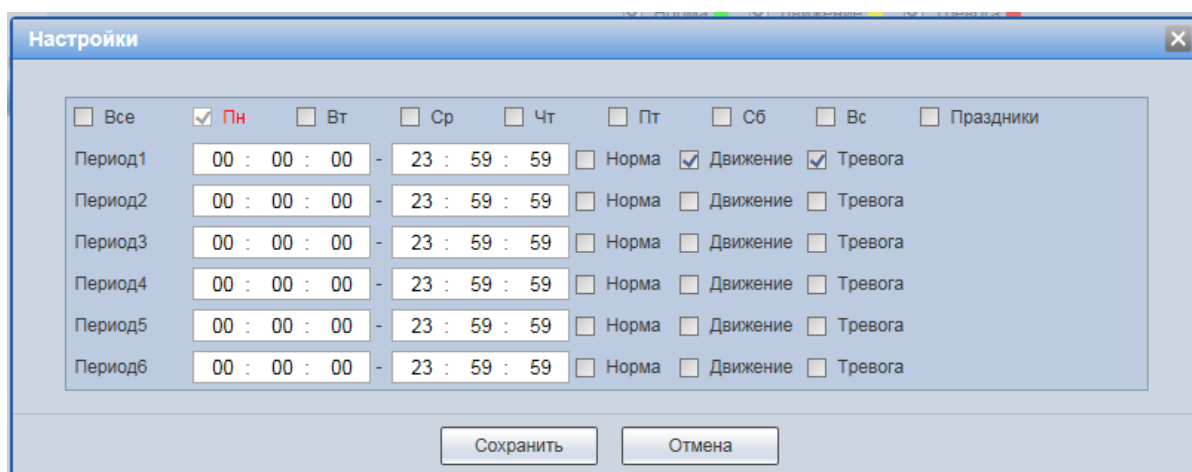 Норма Движение Тревога
Настройки
Все Пн Вт Ср Чт Пт Сб Вс Праздники
Период1 00 : 00 : 00 - 23 : 59 : 59 Норма Движение Тревога
Период2 00 : 00 : 00 - 23 : 59 : 59 Норма Движение Тревога
Период3 00 : 00 : 00 - 23 : 59 : 59 Норма Движение Тревога
Период4 00 : 00 : 00 - 23 : 59 : 59 Норма Движение Тревога
Период5 00 : 00 : 00 - 23 : 59 : 59 Норма Движение Тревога
Период6 00 : 00 : 00 - 23 : 59 : 59 Норма Движение Тревога
Сохранить Отмена